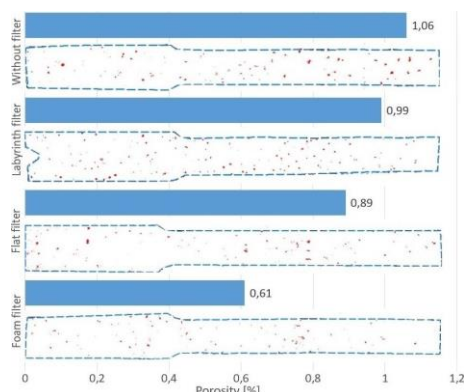 Without filter
1,06
Labyrinth filter
0,99
Flat filter
0,89
Foam filter
0,61
0 0,2 0,4 0,6 0,8 1 1,2
Porosity [%]